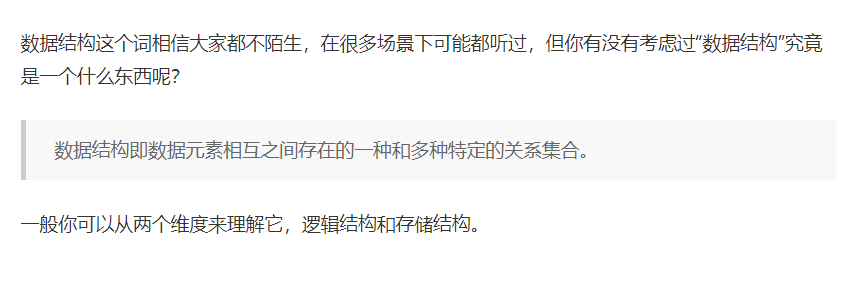 数据结构这个词相信大家都不陌生，在很多场景下可能都听过，但你有没有考虑过"数据结构"究竟
是一个什么东西呢？
数据结构即数据元素相互之间存在的一种和多种特定的关系集合。
一般你可以从两个维度来理解它，逻辑结构和存储结构。